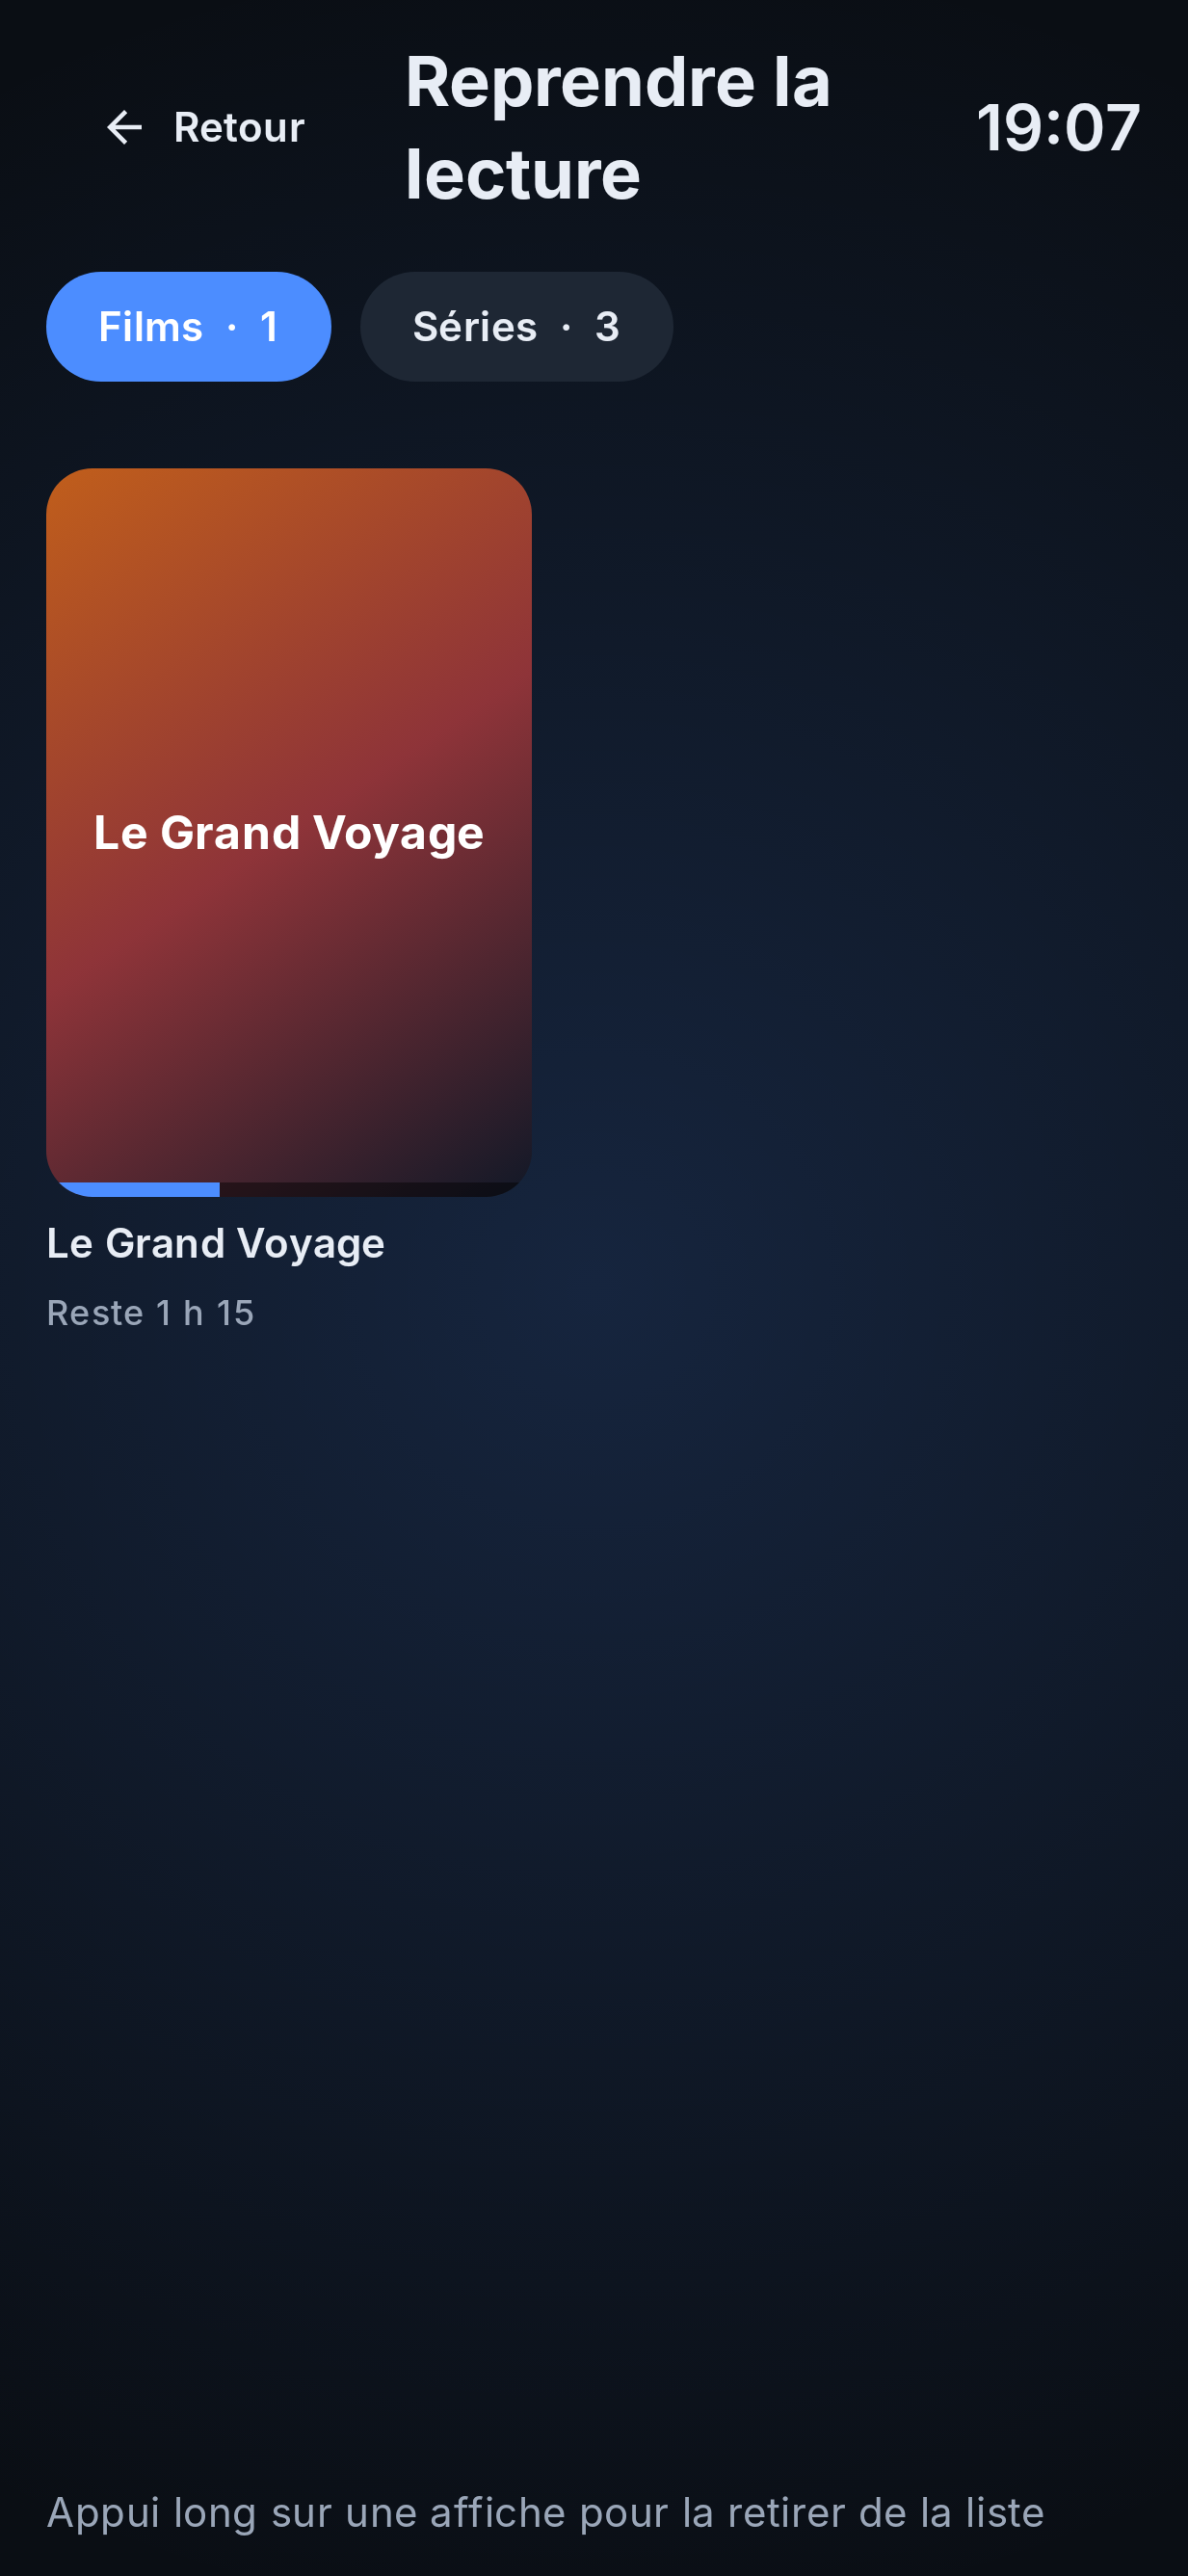 Retour
Reprendre la
lecture
19:07
Films · 1
Séries · 3
Le Grand Voyage
Le Grand Voyage
Reste 1 h 15
Appui long sur une affiche pour la retirer de la liste